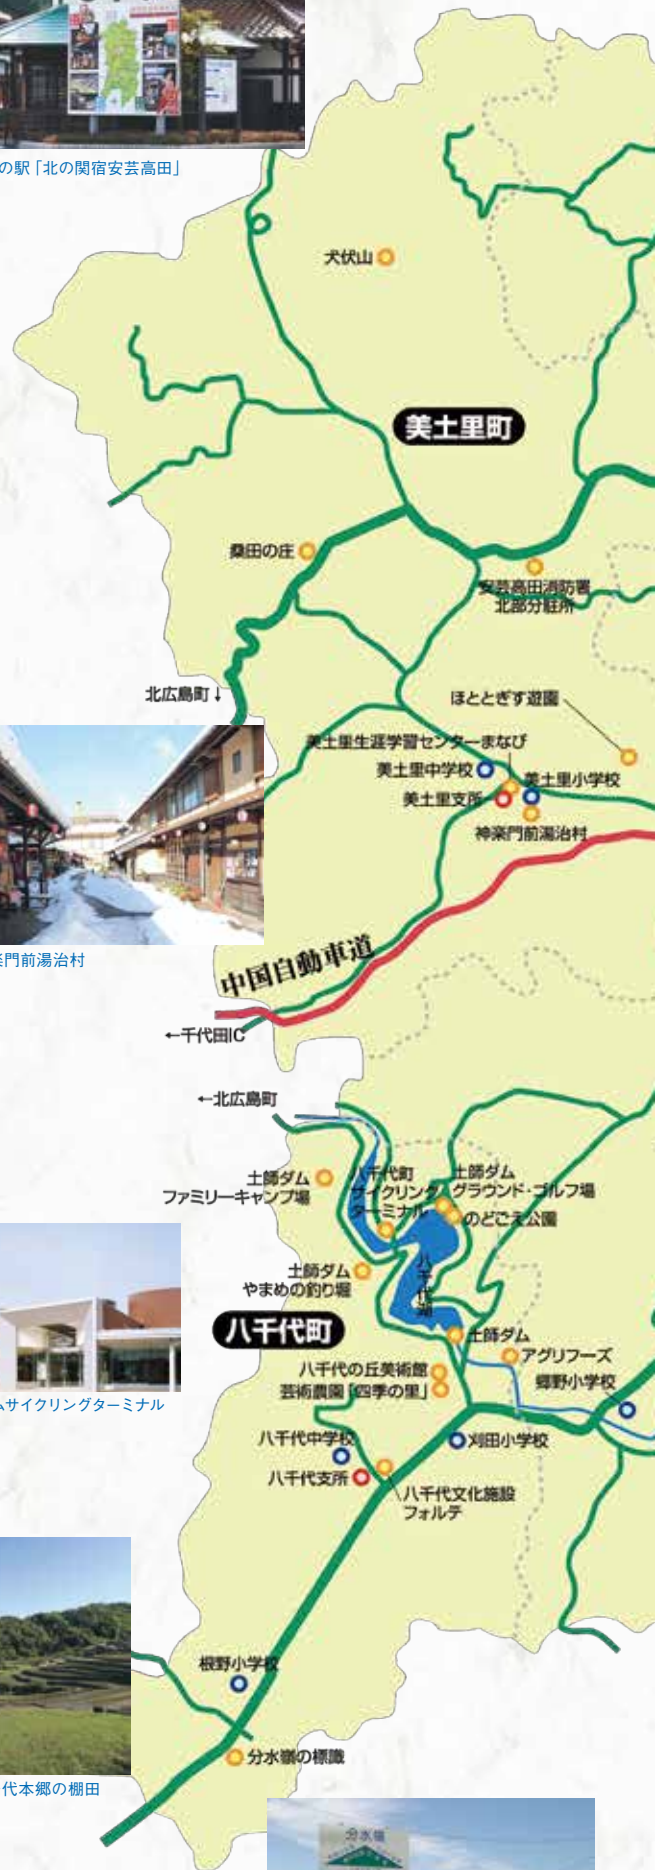 の駅「北の関宿安芸高田」
犬伏山
美土里町
桑田の庄
安芸高田消防署
北部分駐所
北広島町↓
ほととぎす遊園
美土里生涯学習センターまなび
美土里中学校
美土里小学校
美土里支所
神楽門前湯治村
楽門前湯治村
中国自動車道
←千代田IC
←北広島町
土師ダム
ファミリーキャンプ場
八千代町
サイクリング
ターミナル
土師ダム
グラウンド・ゴルフ場
のどごえ公園
土師ダム
やまめの釣り堀
八千代湖
八千代町
土師ダム
アグリフーズ
八千代の丘美術館
芸術農園「四季の里」
郷野小学校
ムサイクリングターミナル
八千代中学校
刈田小学校
八千代支所
八千代文化施設
フォルテ
根野小学校
分水嶺の標識
代本郷の棚田
分水嶺